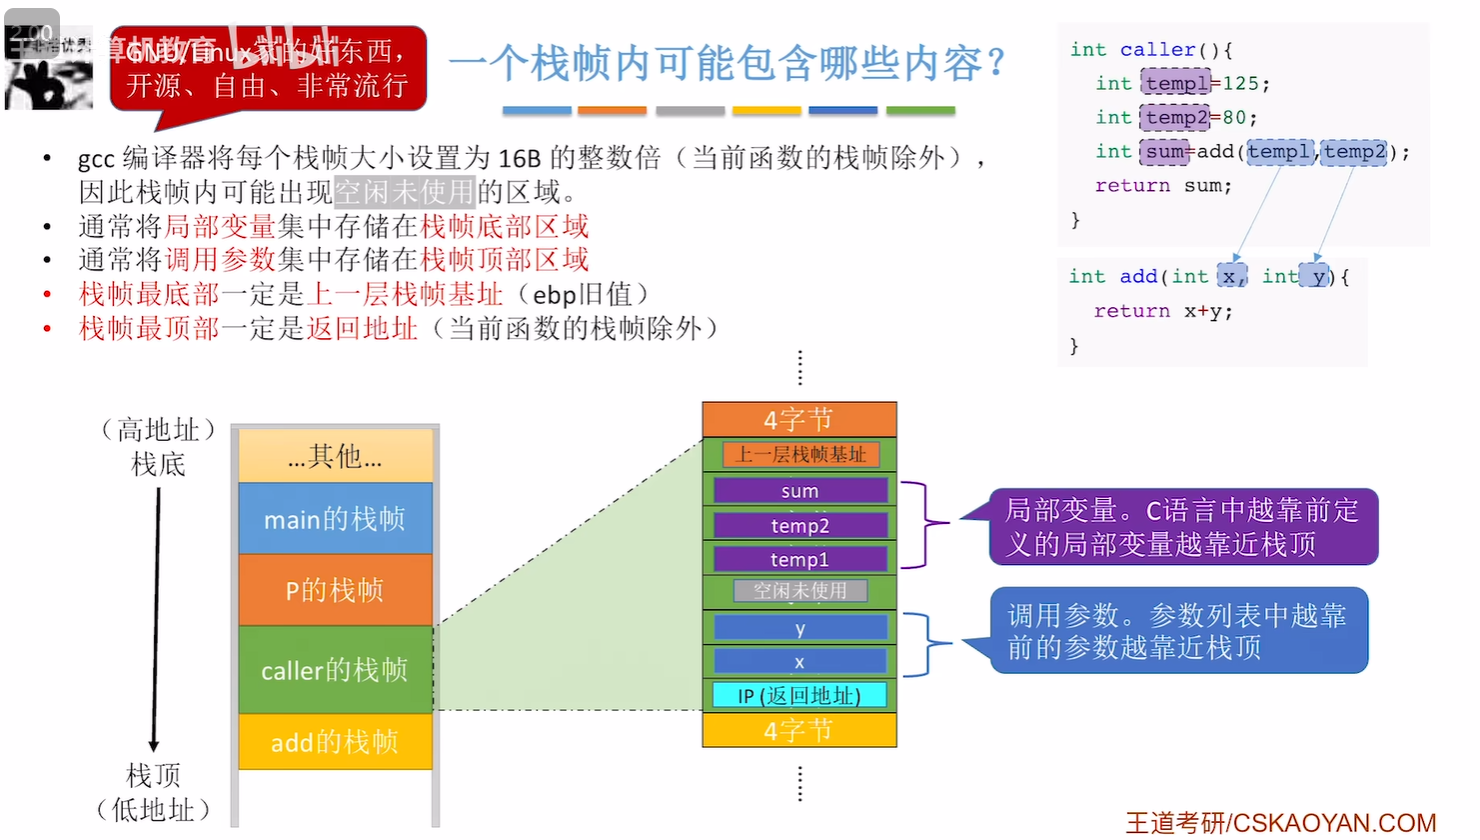 2.00
GNU/Linux家的好东西，
开源、自由、非常流行
一个栈帧内可能包含哪些内容？
• gcc 编译器将每个栈帧大小设置为 16B 的整数倍（当前函数的栈帧除外），
因此栈帧内可能出现空闲未使用的区域。
• 通常将局部变量集中存储在栈帧底部区域
• 通常将调用参数集中存储在栈帧顶部区域
• 栈帧最底部一定是上一层栈帧基址（ebp旧值）
• 栈帧最顶部一定是返回地址（当前函数的栈帧除外）
int caller(){
int temp1=125;
int temp2=80;
int sum=add(temp1,temp2);
return sum;
}
int add(int x, int y){
return x+y;
}
（高地址）
栈底
栈顶
（低地址）
...其他...
main的栈帧
P的栈帧
caller的栈帧
add的栈帧
4字节
上一层栈帧基址
sum
temp2
temp1
空闲未使用
y
x
IP (返回地址)
4字节
局部变量。C语言中越靠前定
义的局部变量越靠近栈顶
调用参数。参数列表中越靠
前的参数越靠近栈顶
王道考研/CSKAOYAN.COM